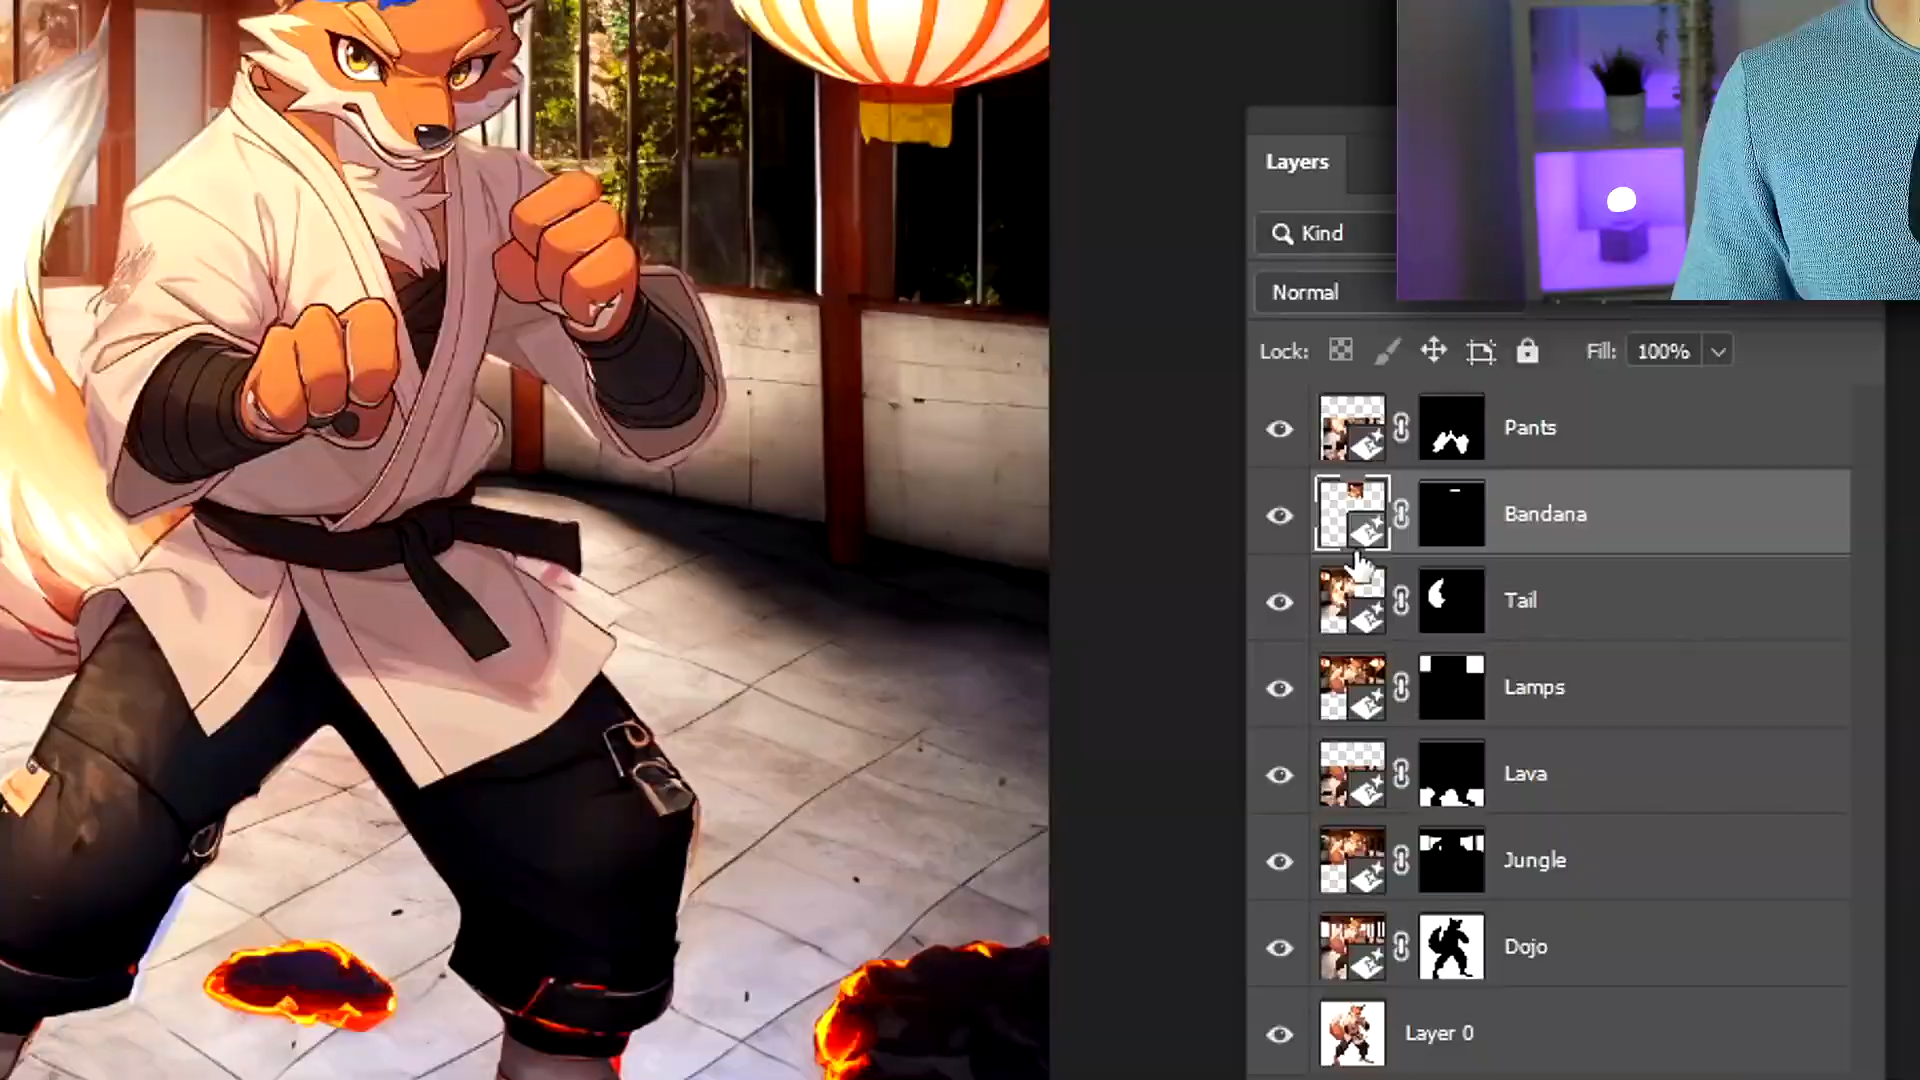 Layers
Kind
Normal
Lock:
Fill: 100%
Pants
Bandana
Tail
Lamps
Lava
Jungle
Dojo
Layer 0